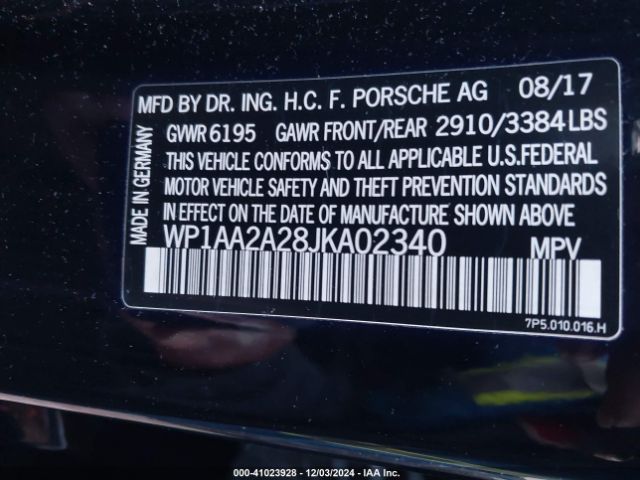 MFD BY DR. ING. H.C. F. PORSCHE AG 08/17
GVWR 6195 GAWR FRONT/REAR 2910/3384 LBS
THIS VEHICLE CONFORMS TO ALL APPLICABLE U.S.FEDERAL
MOTOR VEHICLE SAFETY AND THEFT PREVENTION STANDARDS
IN EFFECT ON THE DATE OF MANUFACTURE SHOWN ABOVE
WP1AA2A28JKA02340 MPV
MADE IN GERMANY
7P5.010.016.H
000-41023928 - 12/03/2024 - IAA Inc.